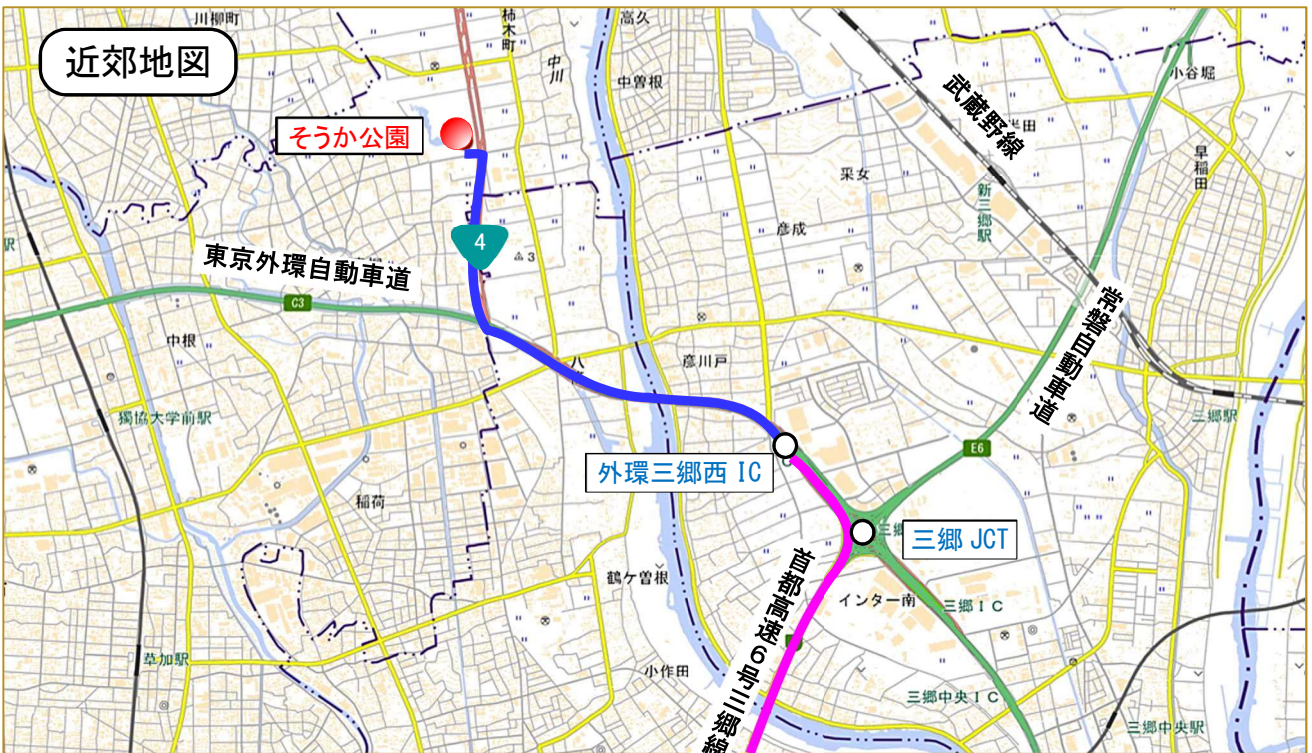 近郊地図
川柳町
柿木町
中川
高久
中曽根
小谷堀
武蔵野線
半田
早稲田
そうか公園
采女
新三郷駅
彦成
4
3
東京外環自動車道
C3
常磐自動車道
中根
八條
彦川戸
獨協大学前駅
三郷駅
E6
外環三郷西 IC
稲荷
三郷 JCT
首都高速6号三郷線
鶴ケ曽根
インター南
三郷IC
草加駅
小作田
三郷中央IC
三郷中央駅